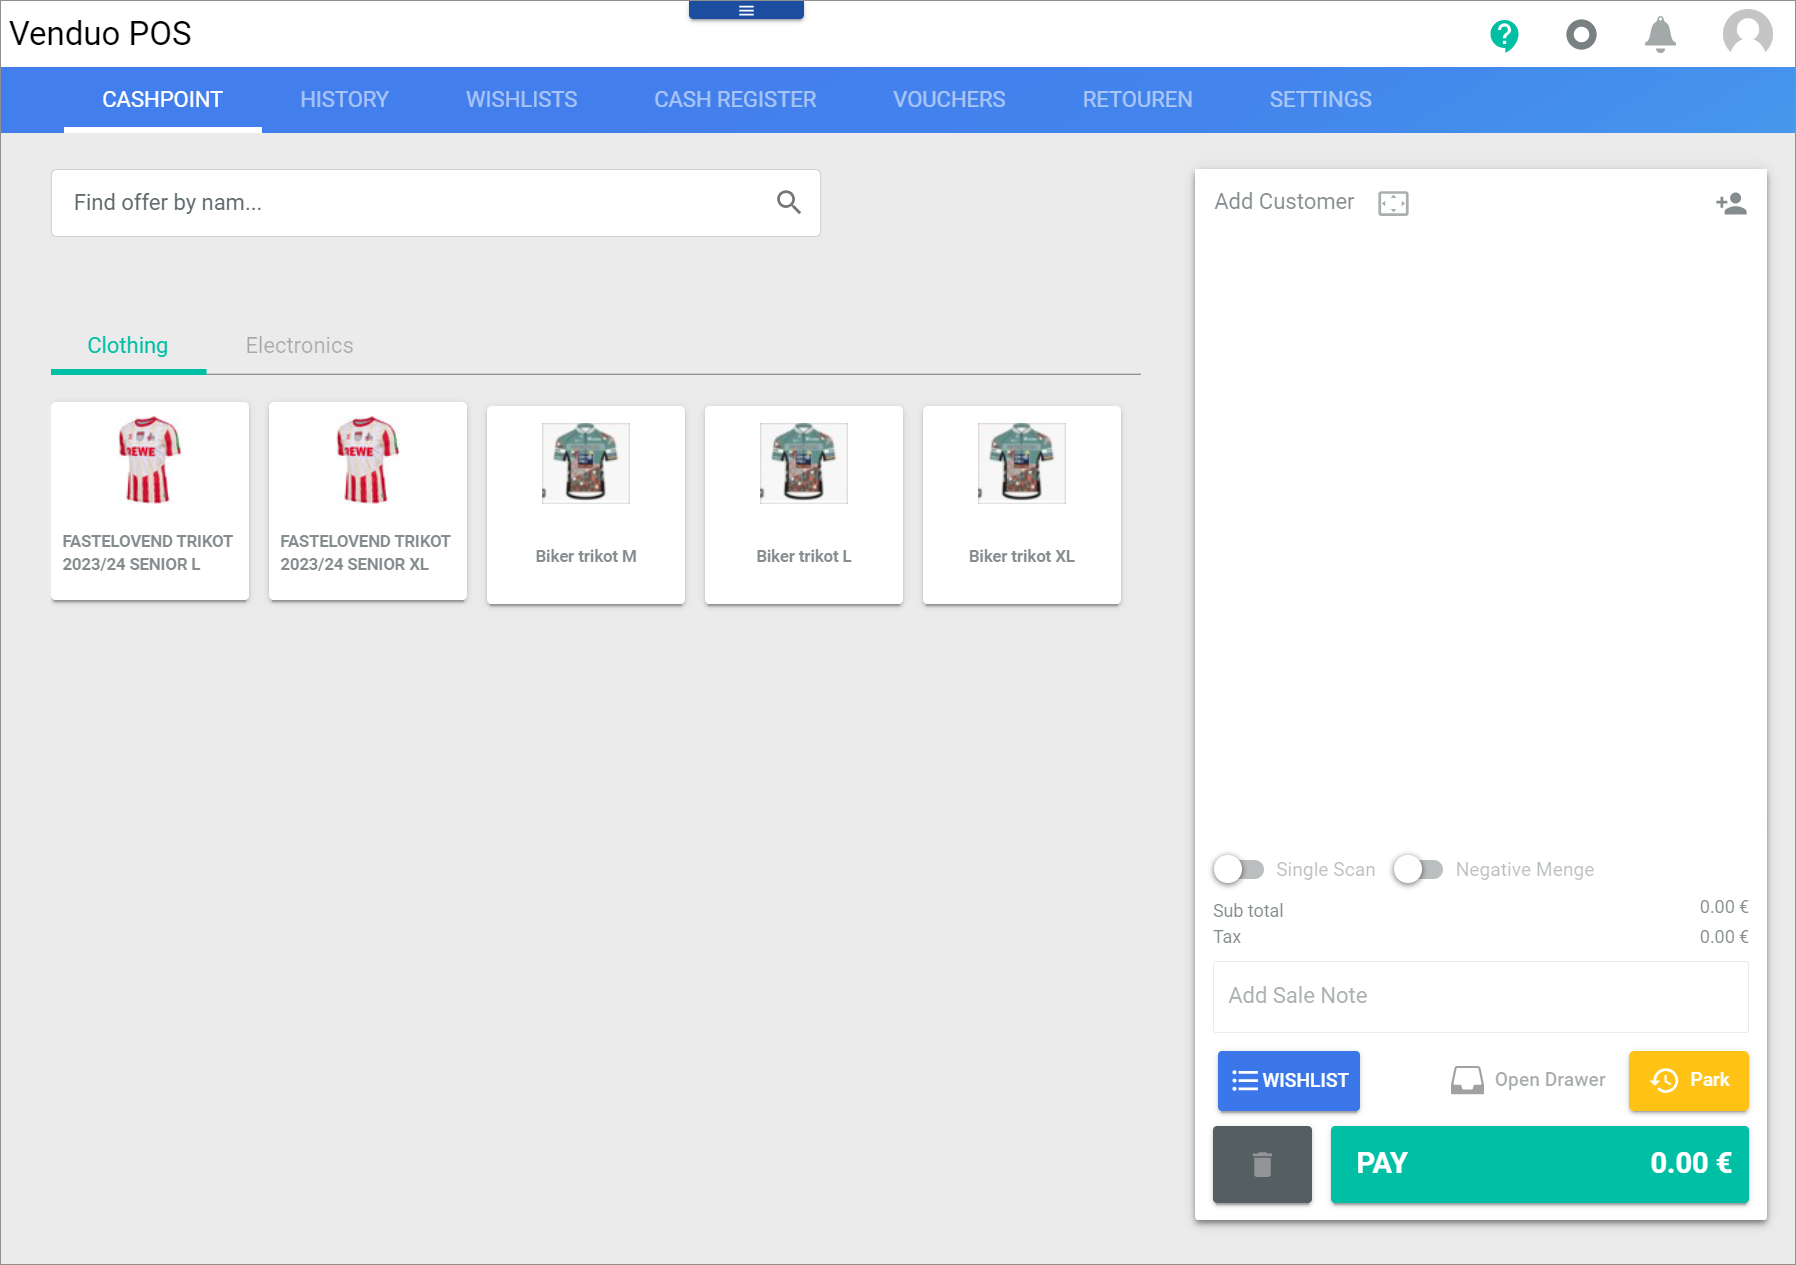 Venduo POS
CASHPOINT
HISTORY
WISHLISTS
CASH REGISTER
VOUCHERS
RETOUREN
SETTINGS
Find offer by nam...
Clothing
Electronics
REWE
FASTELOVEND TRIKOT
2023/24 SENIOR L
REWE
FASTELOVEND TRIKOT
2023/24 SENIOR XL
Biker trikot M
Biker trikot L
Biker trikot XL
Add Customer
Single Scan
Negative Menge
Sub total 0.00 €
Tax 0.00 €
Add Sale Note
WISHLIST
Open Drawer
Park
PAY 0.00 €